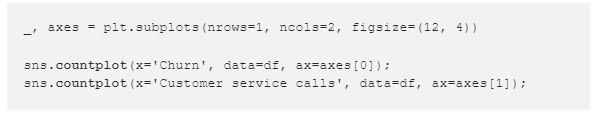 _, axes = plt.subplots(nrows=1, ncols=2, figsize=(12, 4))
sns.countplot(x='Churn', data=df, ax=axes[0]);
sns.countplot(x='Customer service calls', data=df, ax=axes[1]);